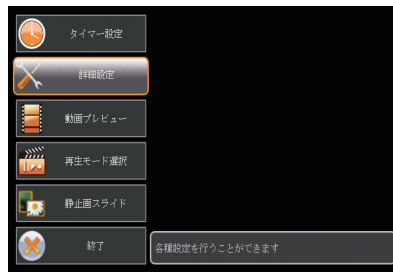 タイマー設定
詳細設定
動画プレビュー
再生モード選択
静止画スライド
終了
各種設定を行うことができます